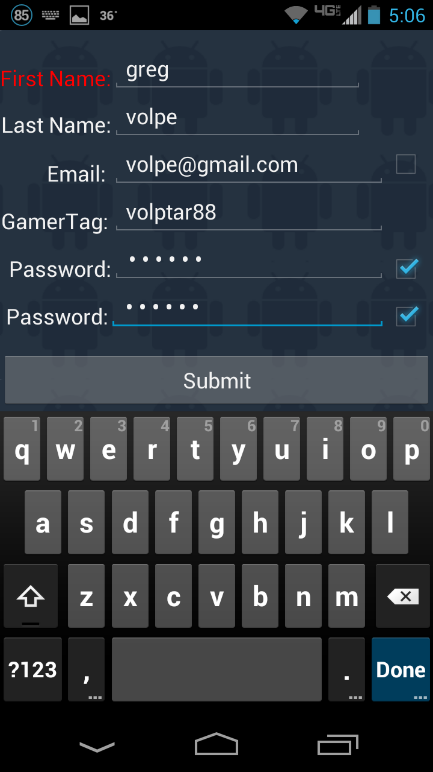 85 36° 4G 5:06
First Name: greg
Last Name: volpe
Email: volpe@gmail.com
GamerTag: volptar88
Password: ••••••
Password: ••••••
Submit
1 2 3 4 5 6 7 8 9 0
q w e r t y u i o p
a s d f g h j k l
z x c v b n m
?123 , . Done